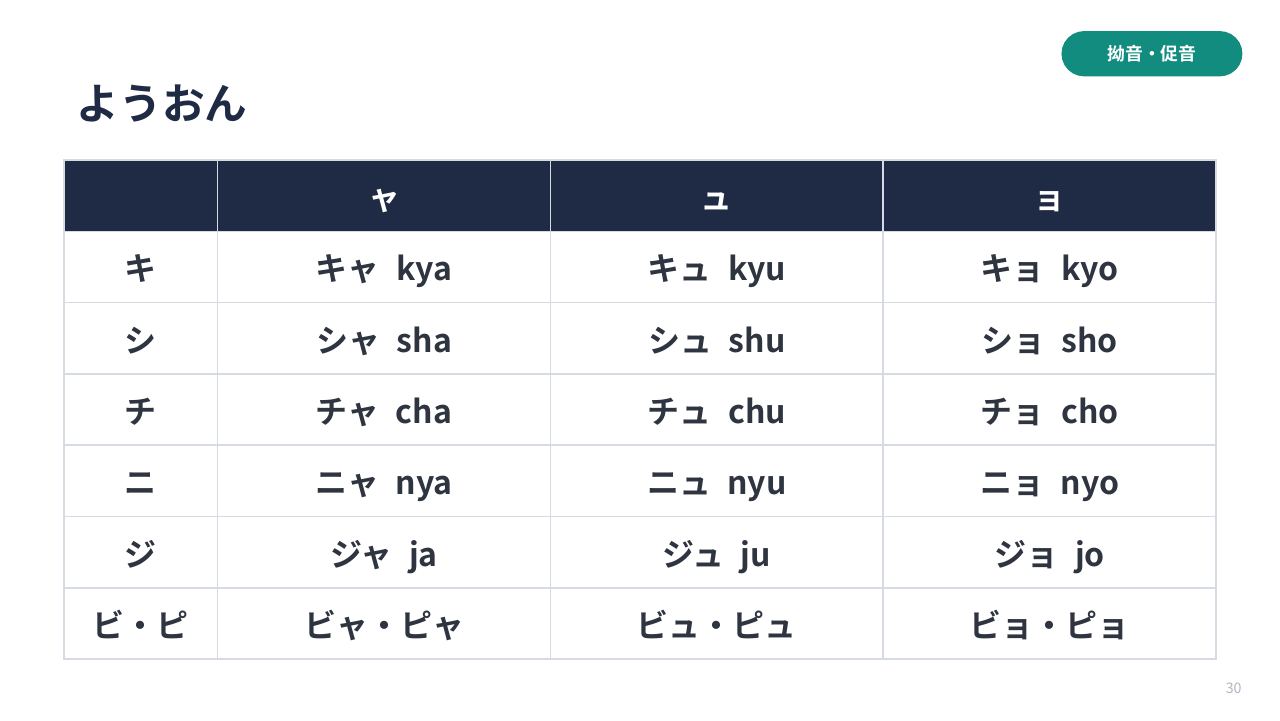 拗音・促音
ようおん
ャ ュ ョ
キ キャ kya キュ kyu キョ kyo
シ シャ sha シュ shu ショ sho
チ チャ cha チュ chu チョ cho
ニ ニャ nya ニュ nyu ニョ nyo
ジ ジャ ja ジュ ju ジョ jo
ビ・ピ ビャ・ピャ ビュ・ピュ ビョ・ピョ
30